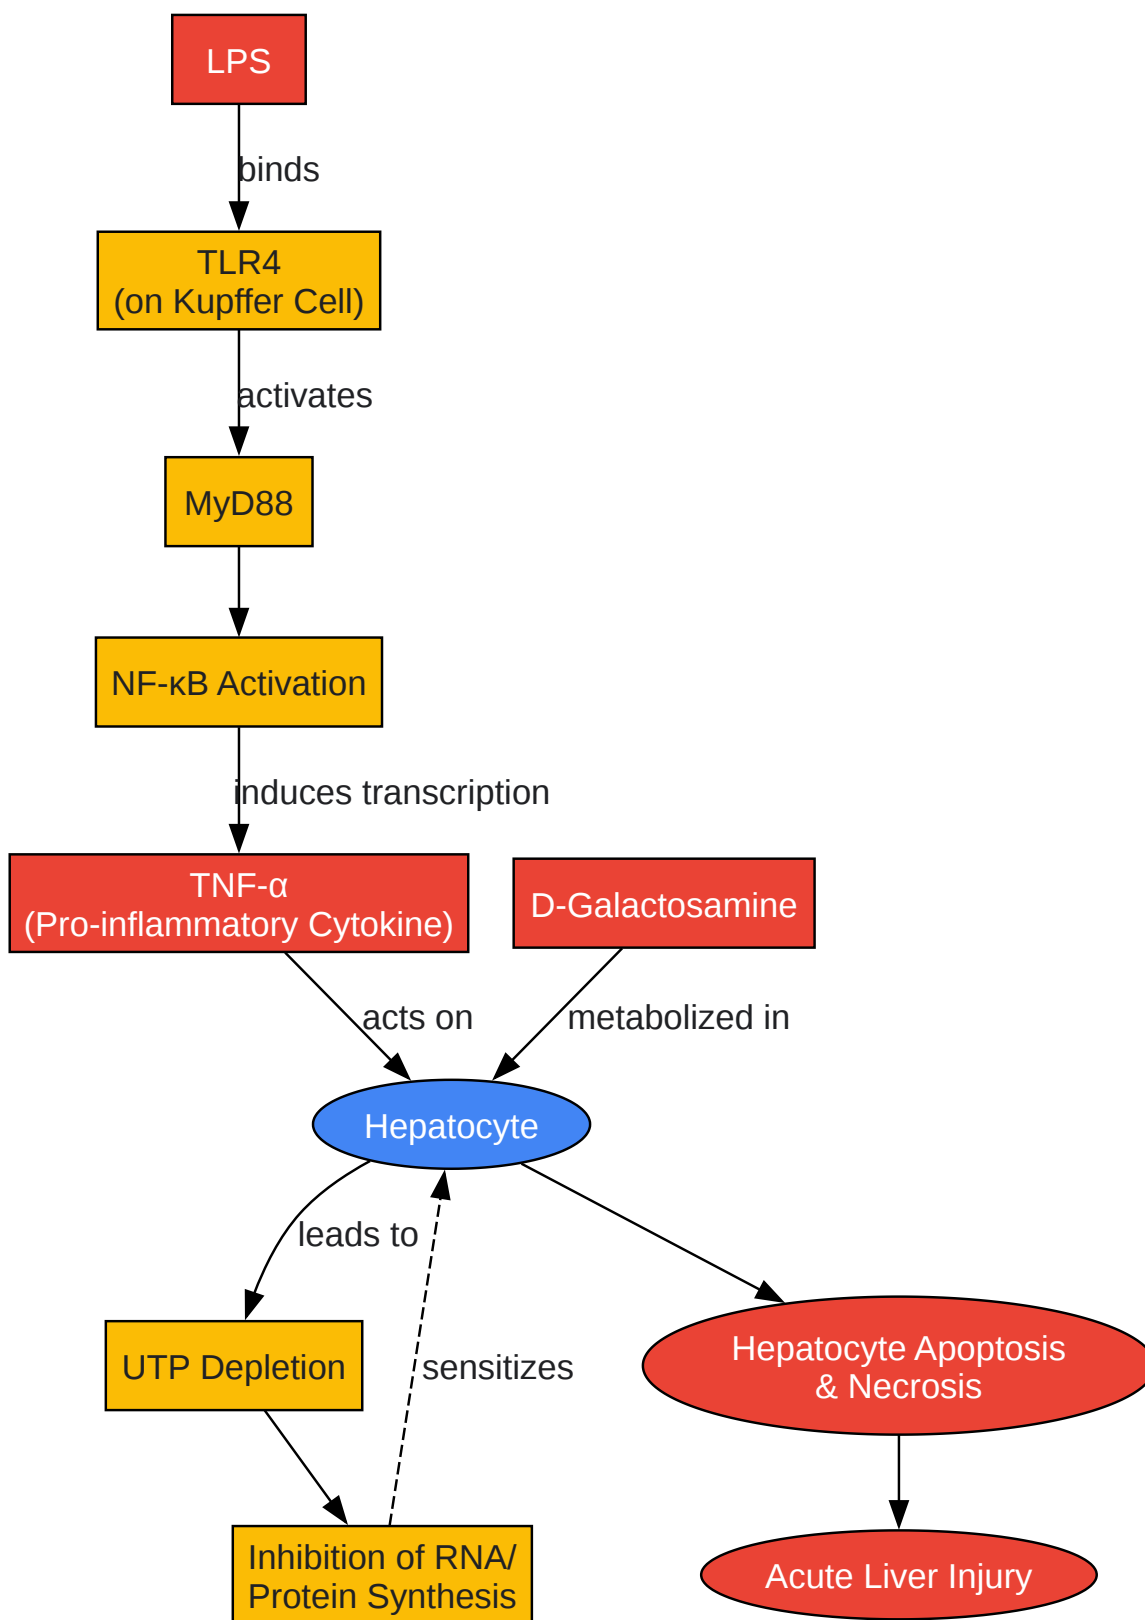 LPS
binds
TLR4
(on Kupffer Cell)
activates
MyD88
NF-κB Activation
induces transcription
TNF-α
(Pro-inflammatory Cytokine)
D-Galactosamine
acts on
metabolized in
Hepatocyte
leads to
UTP Depletion
sensitizes
Hepatocyte Apoptosis
& Necrosis
Inhibition of RNA/
Protein Synthesis
Acute Liver Injury